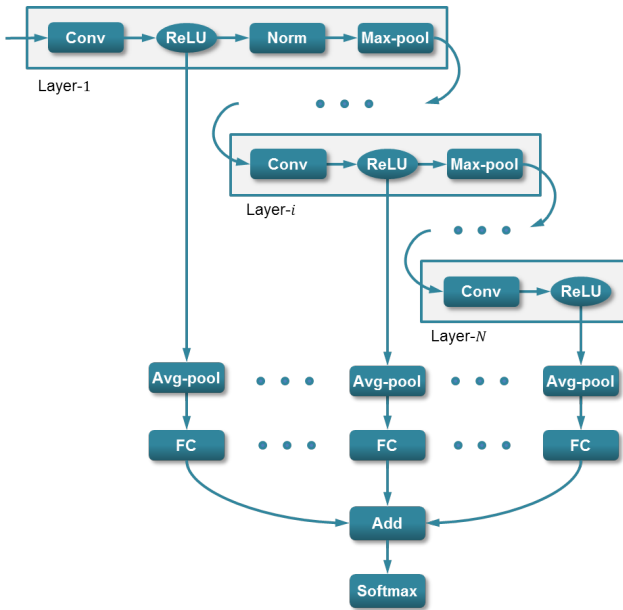 Conv ReLU Norm Max-pool
Layer-1
Conv ReLU Max-pool
Layer-i
Conv ReLU
Layer-N
Avg-pool Avg-pool Avg-pool
FC FC FC
Add
Softmax